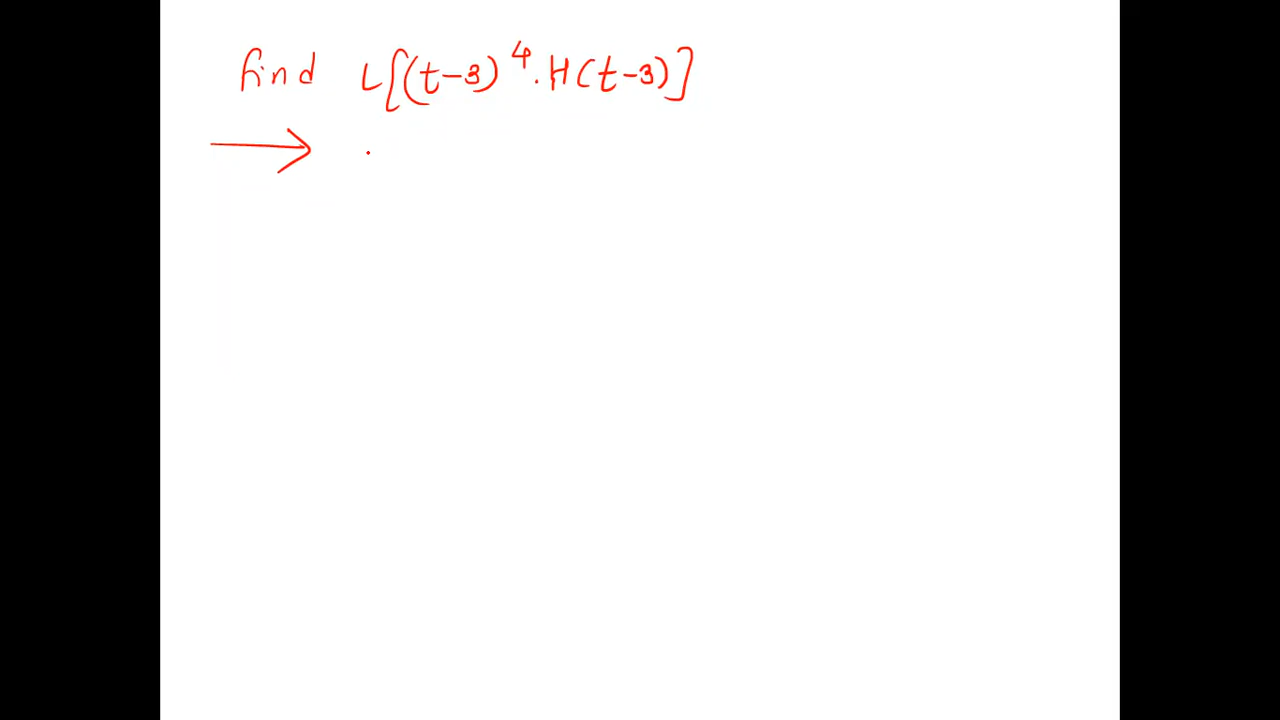 find L[(t-3)⁴.H(t-3)]
→ .